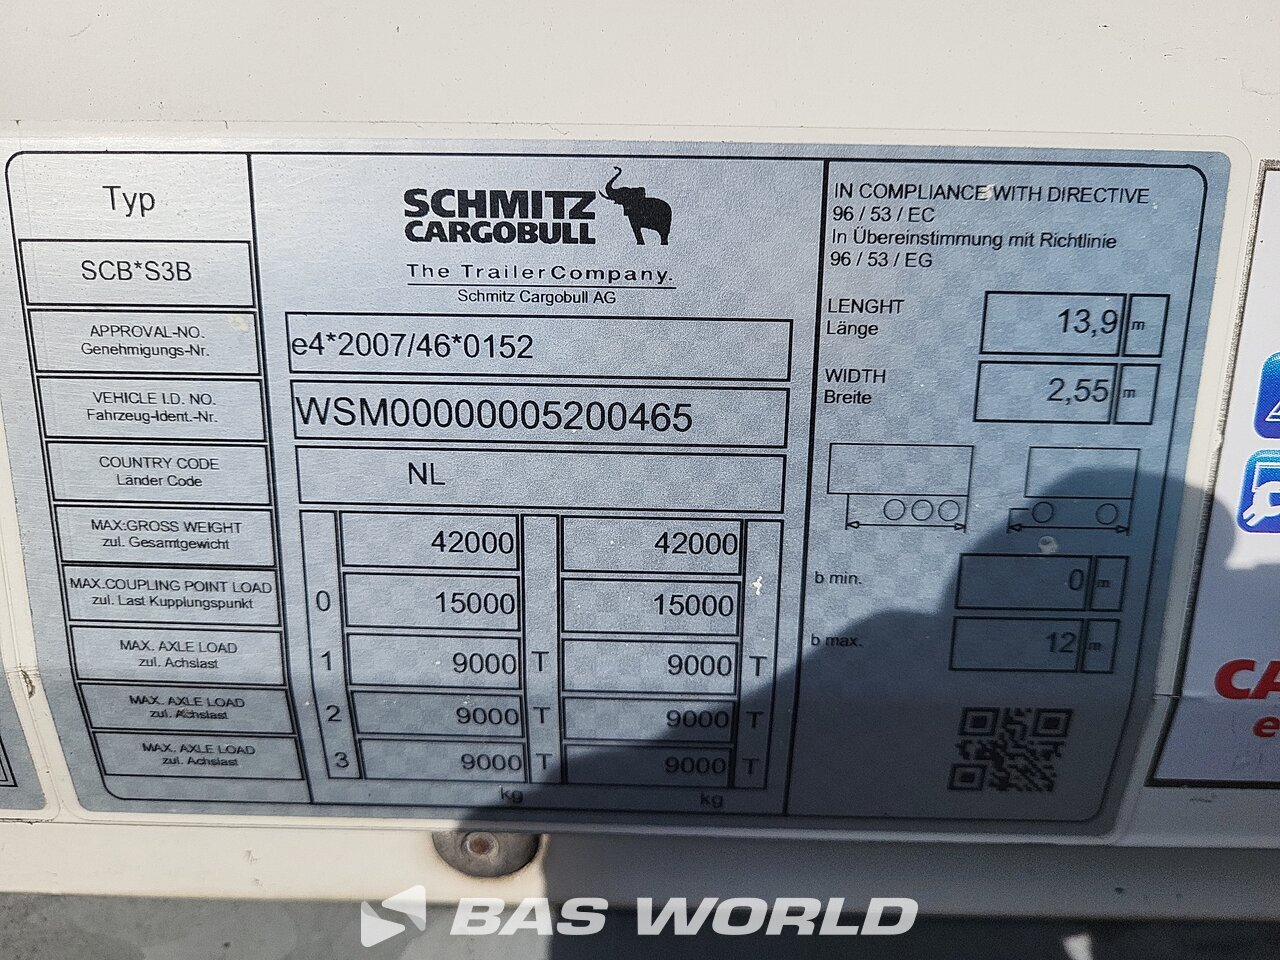 Typ
SCB*S3B
SCHMITZ
CARGOBULL
The Trailer Company.
Schmitz Cargobull AG
APPROVAL-NO.
Genehmigungs-Nr.
e4*2007/46*0152
VEHICLE I.D. NO.
Fahrzeug-Ident.-Nr.
WSM00000005200465
COUNTRY CODE
Länder Code
NL
MAX:GROSS WEIGHT
zul. Gesamtgewicht
42000 42000
MAX.COUPLING POINT LOAD
zul. Last Kupplungspunkt
0 15000 15000
MAX. AXLE LOAD
zul. Achslast
1 9000 T 9000 T
MAX. AXLE LOAD
zul. Achslast
2 9000 T 9000 T
MAX. AXLE LOAD
zul. Achslast
3 9000 T 9000 T
kg kg
IN COMPLIANCE WITH DIRECTIVE
96 / 53 / EC
In Übereinstimmung mit Richtlinie
96 / 53 / EG
LENGHT
Länge
13,9 m
WIDTH
Breite
2,55 m
b min. 0 m
b max. 12 m
CA
e
BAS WORLD